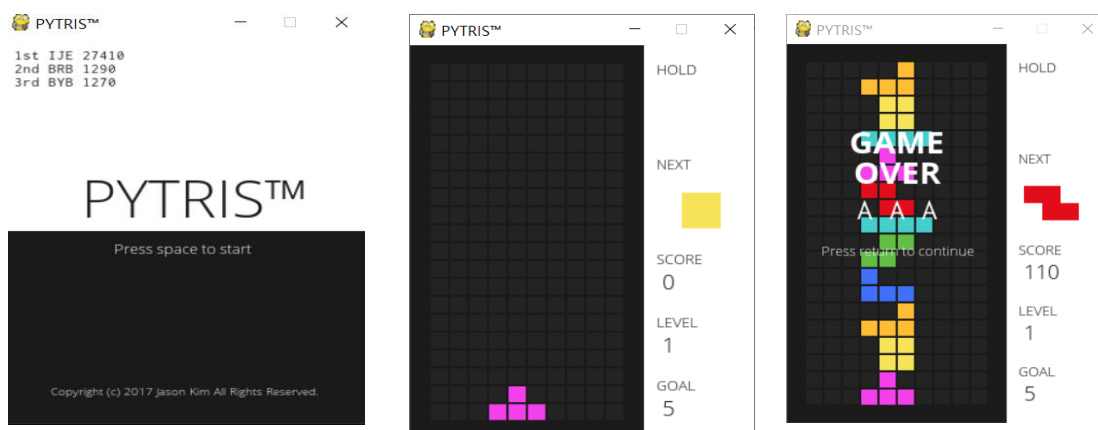 PYTRIS™
1st IJE 27410
2nd BRB 1290
3rd BYB 1270
PYTRIS™
Press space to start
Copyright (c) 2017 Jason Kim All Rights Reserved.
PYTRIS™
HOLD
NEXT
SCORE
0
LEVEL
1
GOAL
5
PYTRIS™
GAME
OVER
A A A
Press return to continue
HOLD
NEXT
SCORE
110
LEVEL
1
GOAL
5